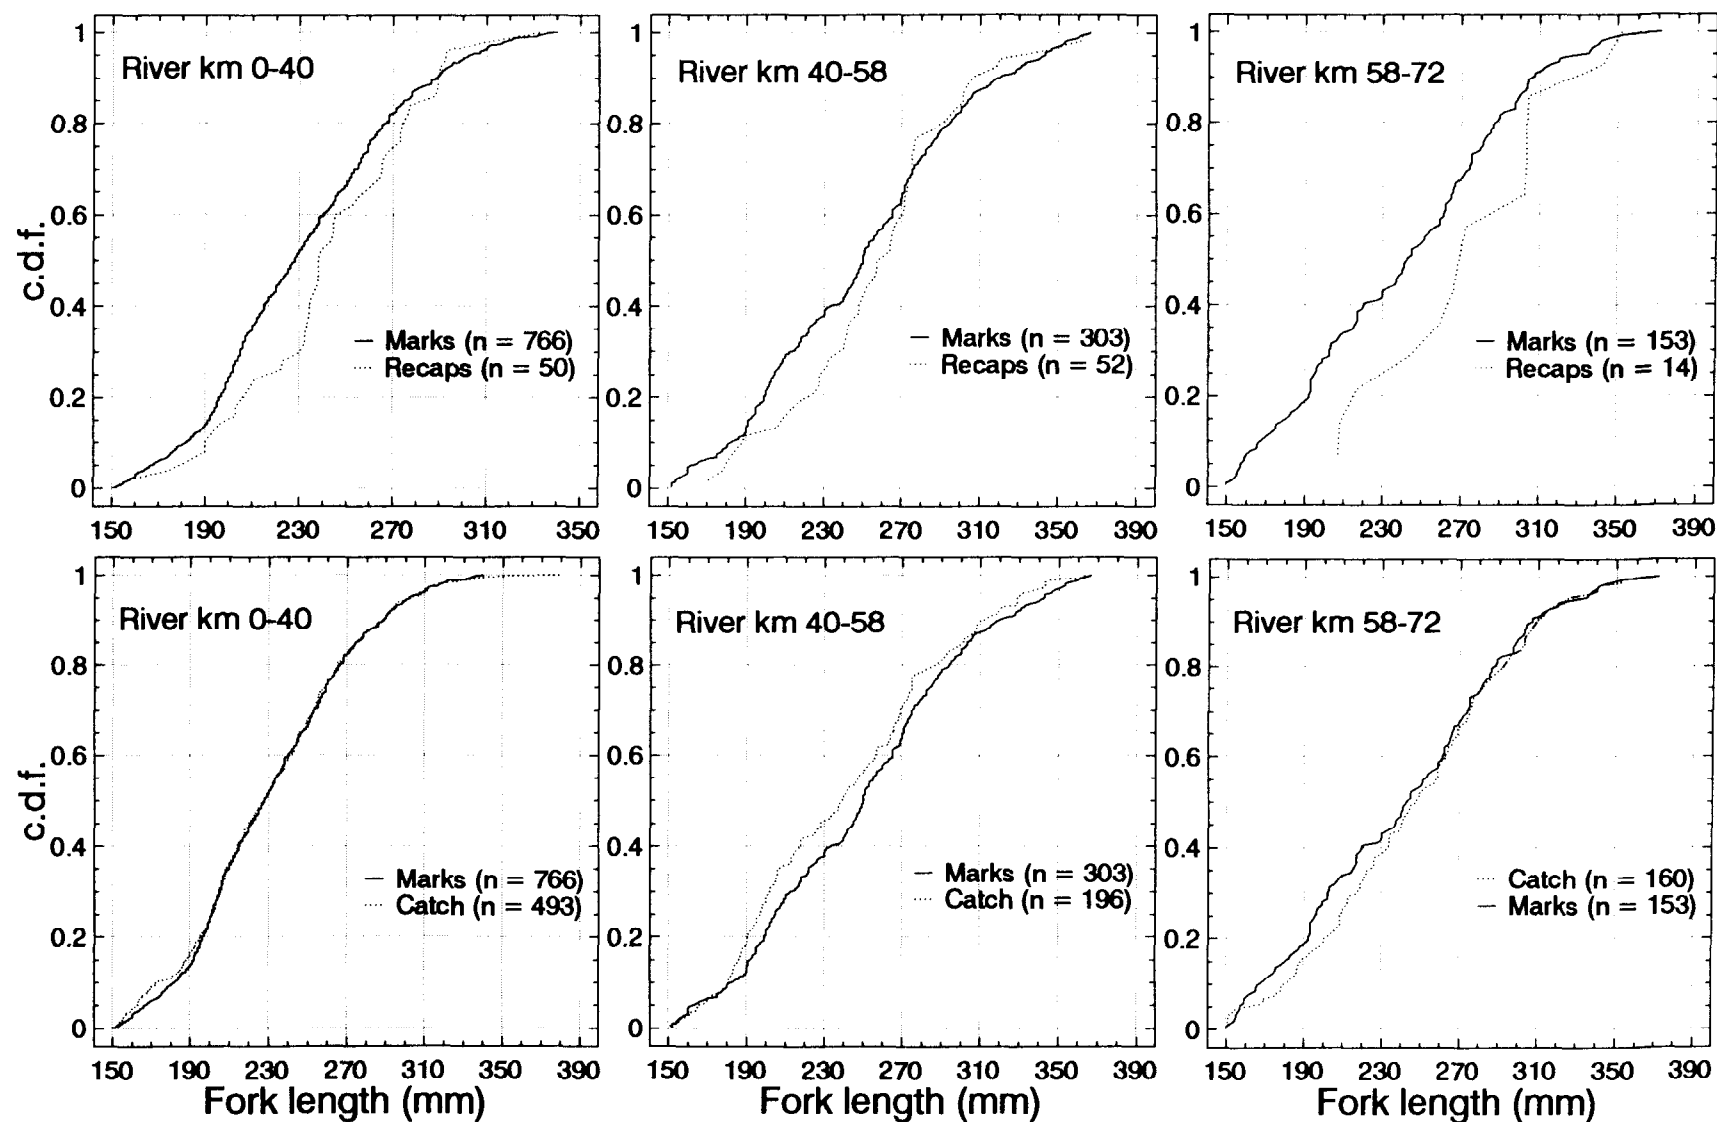 River km 0-40
c.d.f.
1
0.8
0.6
0.4
0.2
0
Marks (n = 766)
Recaps (n = 50)
150 190 230 270 310 350
River km 40-58
1
0.8
0.6
0.4
0.2
0
Marks (n = 303)
Recaps (n = 52)
150 190 230 270 310 350 390
River km 58-72
1
0.8
0.6
0.4
0.2
0
Marks (n = 153)
Recaps (n = 14)
150 190 230 270 310 350 390
River km 0-40
c.d.f.
1
0.8
0.6
0.4
0.2
0
Marks (n = 766)
Catch (n = 493)
150 190 230 270 310 350 390
Fork length (mm)
River km 40-58
1
0.8
0.6
0.4
0.2
0
Marks (n = 303)
Catch (n = 196)
150 190 230 270 310 350 390
Fork length (mm)
River km 58-72
1
0.8
0.6
0.4
0.2
0
Catch (n = 160)
Marks (n = 153)
150 190 230 270 310 350 390
Fork length (mm)